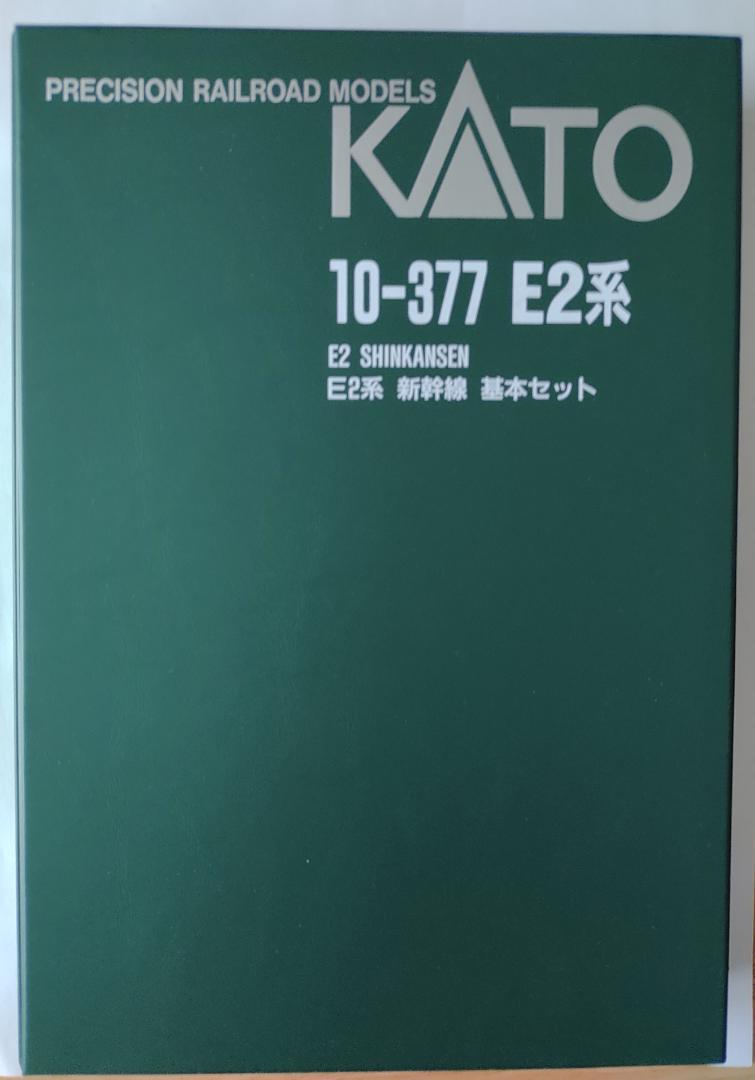 PRECISION RAILROAD MODELS
KATO
10-377 E2系
E2 SHINKANSEN
E2系 新幹線 基本セット